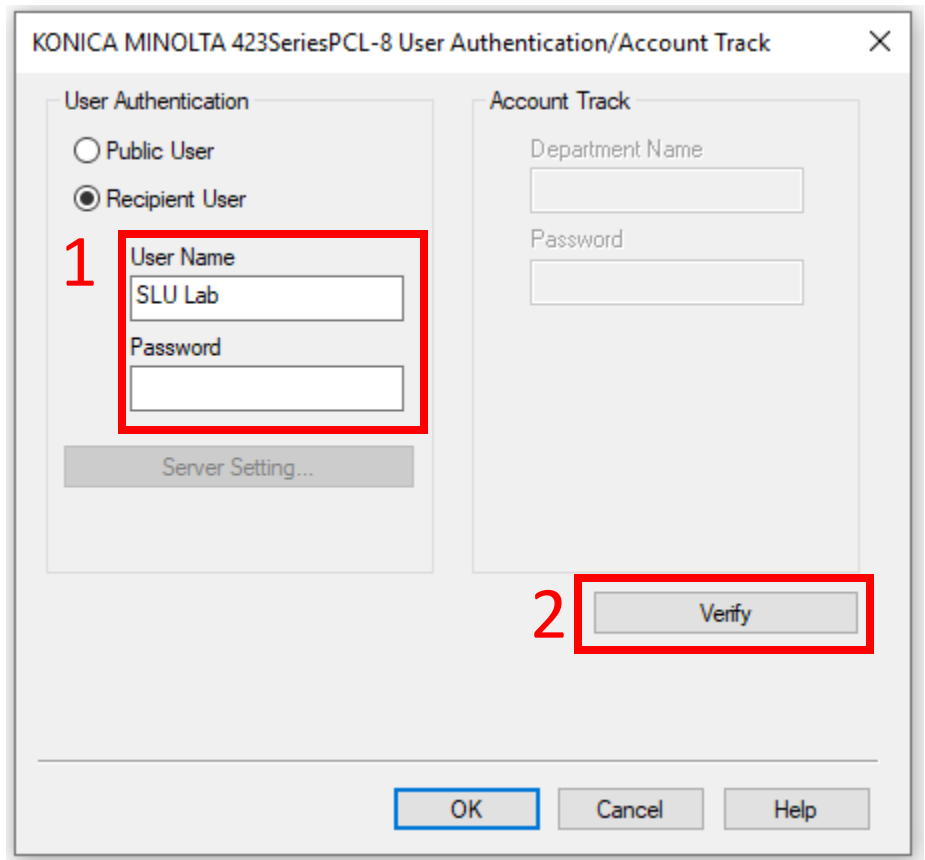 KONICA MINOLTA 423SeriesPCL-8 User Authentication/Account Track
User Authentication
Public User
Recipient User
1
User Name
SLU Lab
Password
Server Setting...
Account Track
Department Name
Password
2
Verify
OK
Cancel
Help